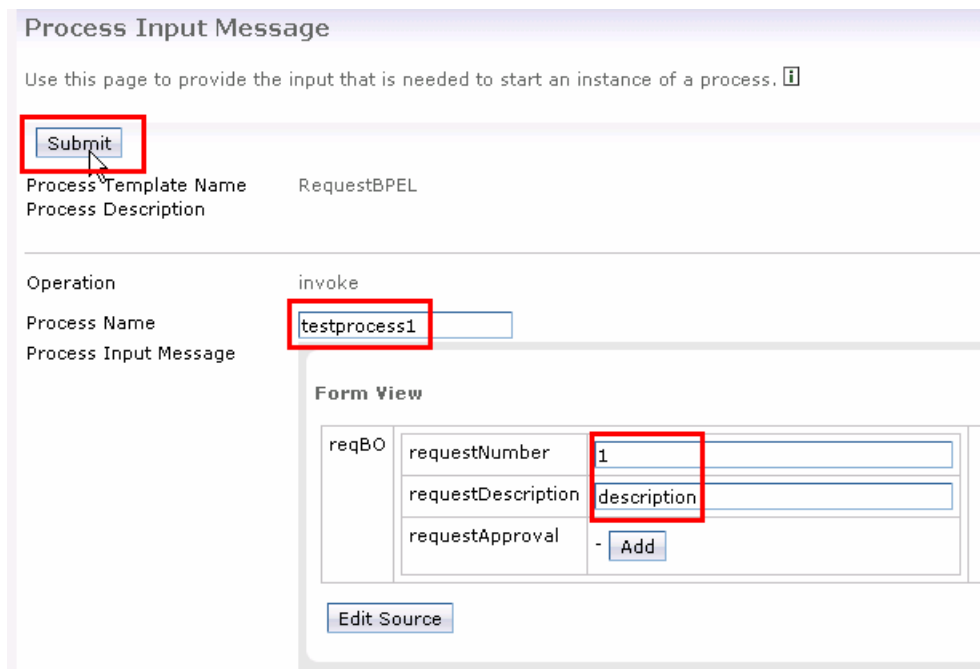 Process Input Message
Use this page to provide the input that is needed to start an instance of a process. i
Submit
Process Template Name RequestBPEL
Process Description
Operation invoke
Process Name testprocess1
Process Input Message
Form View
reqBO requestNumber 1
requestDescription description
requestApproval - Add
Edit Source